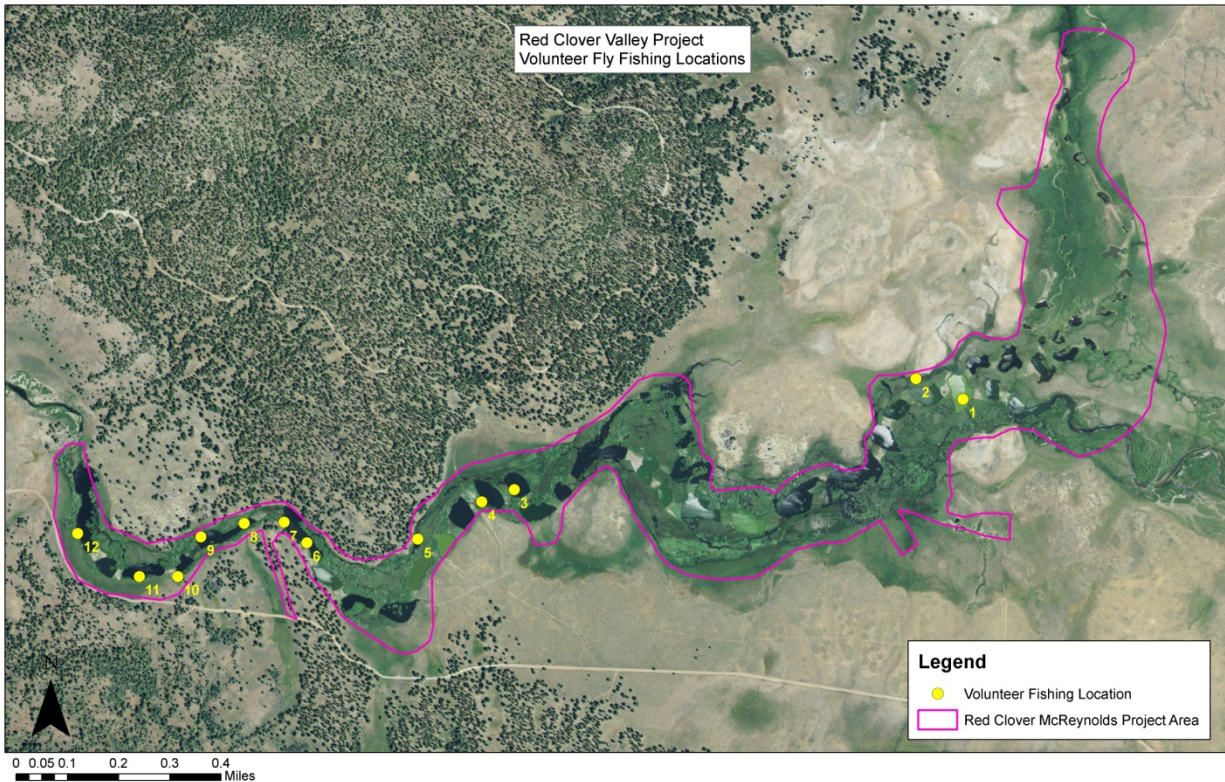 Red Clover Valley Project
Volunteer Fly Fishing Locations
2
1
3
4
5
7
8
6
9
12
11
10
N
Legend
Volunteer Fishing Location
Red Clover McReynolds Project Area
0 0.05 0.1 0.2 0.3 0.4
Miles